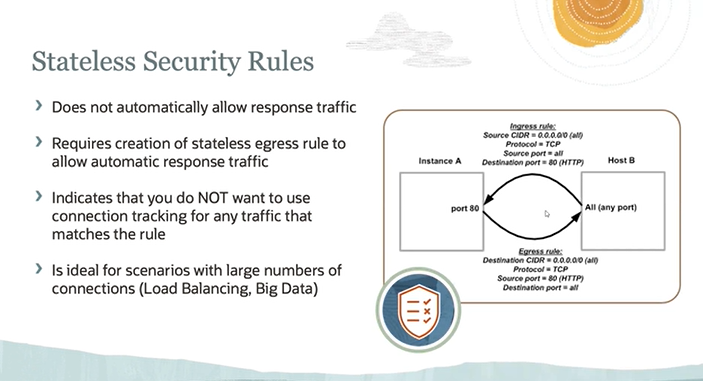 Stateless Security Rules
Does not automatically allow response traffic
Requires creation of stateless egress rule to
allow automatic response traffic
Indicates that you do NOT want to use
connection tracking for any traffic that
matches the rule
Is ideal for scenarios with large numbers of
connections (Load Balancing, Big Data)
Ingress rule:
Source CIDR = 0.0.0.0/0 (all)
Protocol = TCP
Source port = all
Destination port = 80 (HTTP)
Instance A
Host B
port 80
All (any port)
Egress rule:
Destination CIDR = 0.0.0.0/0 (all)
Protocol = TCP
Source port = 80 (HTTP)
Destination port = all